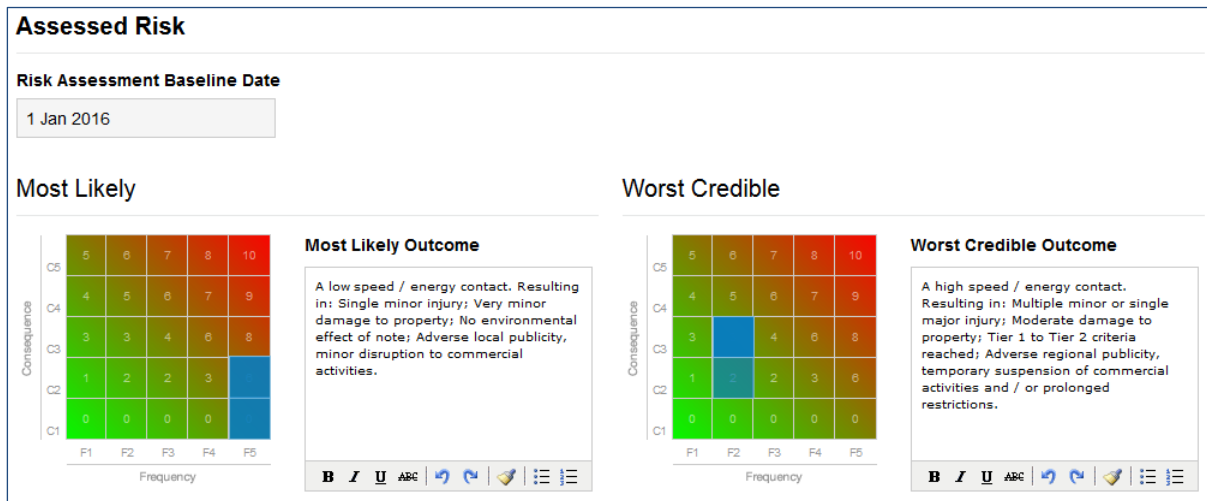 Assessed Risk
Risk Assessment Baseline Date
1 Jan 2016
Most Likely
Consequence
C5 5 6 7 8 10
C4 4 5 6 7 9
C3 3 3 4 6 8
C2 1 2 2 3
C1 0 0 0 0
F1 F2 F3 F4 F5
Frequency
Most Likely Outcome
A low speed / energy contact. Resulting
in: Single minor injury; Very minor
damage to property; No environmental
effect of note; Adverse local publicity,
minor disruption to commercial
activities.
B I U ABC
Worst Credible
Consequence
C5 5 6 7 8 10
C4 4 5 6 7 9
C3 3 4 6 8
C2 1 2 2 3 6
C1 0 0 0 0 0
F1 F2 F3 F4 F5
Frequency
Worst Credible Outcome
A high speed / energy contact.
Resulting in: Multiple minor or single
major injury; Moderate damage to
property; Tier 1 to Tier 2 criteria
reached; Adverse regional publicity,
temporary suspension of commercial
activities and / or prolonged
restrictions.
B I U ABC